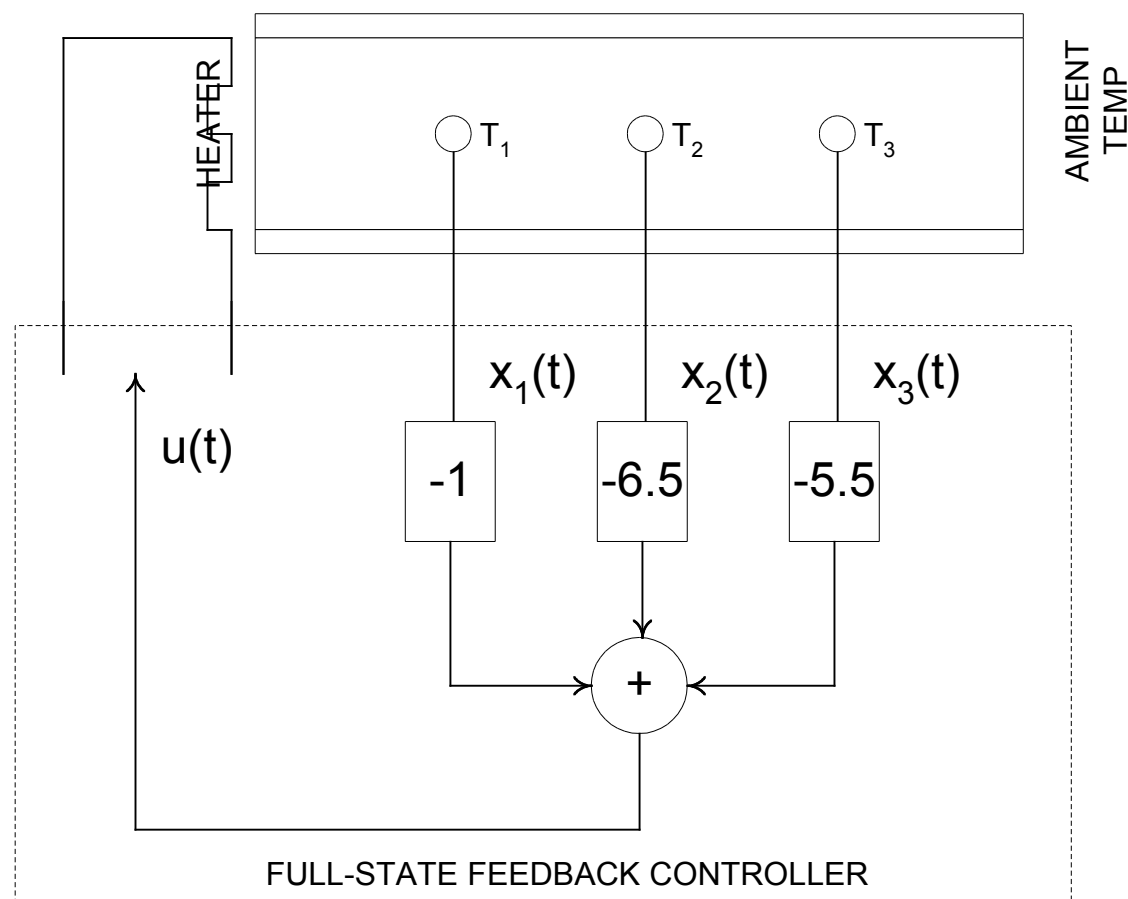 HEATER
T1
T2
T3
AMBIENT
TEMP
x1(t)
x2(t)
x3(t)
u(t)
-1
-6.5
-5.5
+
FULL-STATE FEEDBACK CONTROLLER